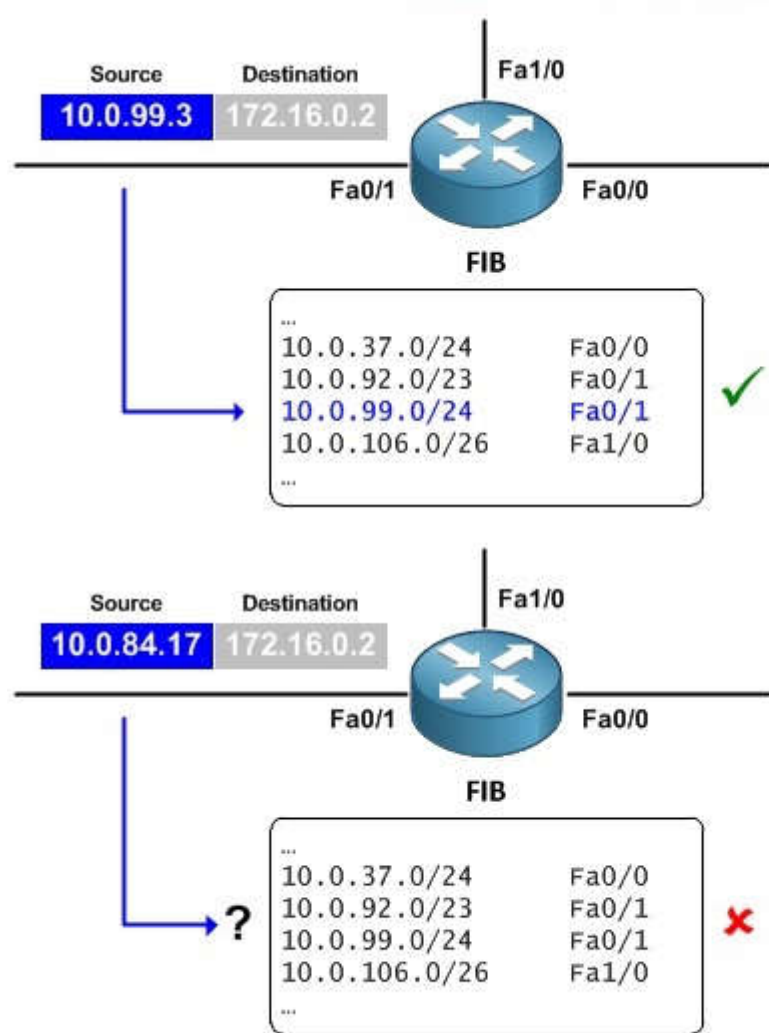 Source Destination Fa1/0
10.0.99.3 172.16.0.2
Fa0/1 Fa0/0
FIB
...
10.0.37.0/24 Fa0/0
10.0.92.0/23 Fa0/1
10.0.99.0/24 Fa0/1
10.0.106.0/26 Fa1/0
...
Source Destination Fa1/0
10.0.84.17 172.16.0.2
Fa0/1 Fa0/0
FIB
...
10.0.37.0/24 Fa0/0
10.0.92.0/23 Fa0/1
? 10.0.99.0/24 Fa0/1
10.0.106.0/26 Fa1/0
...